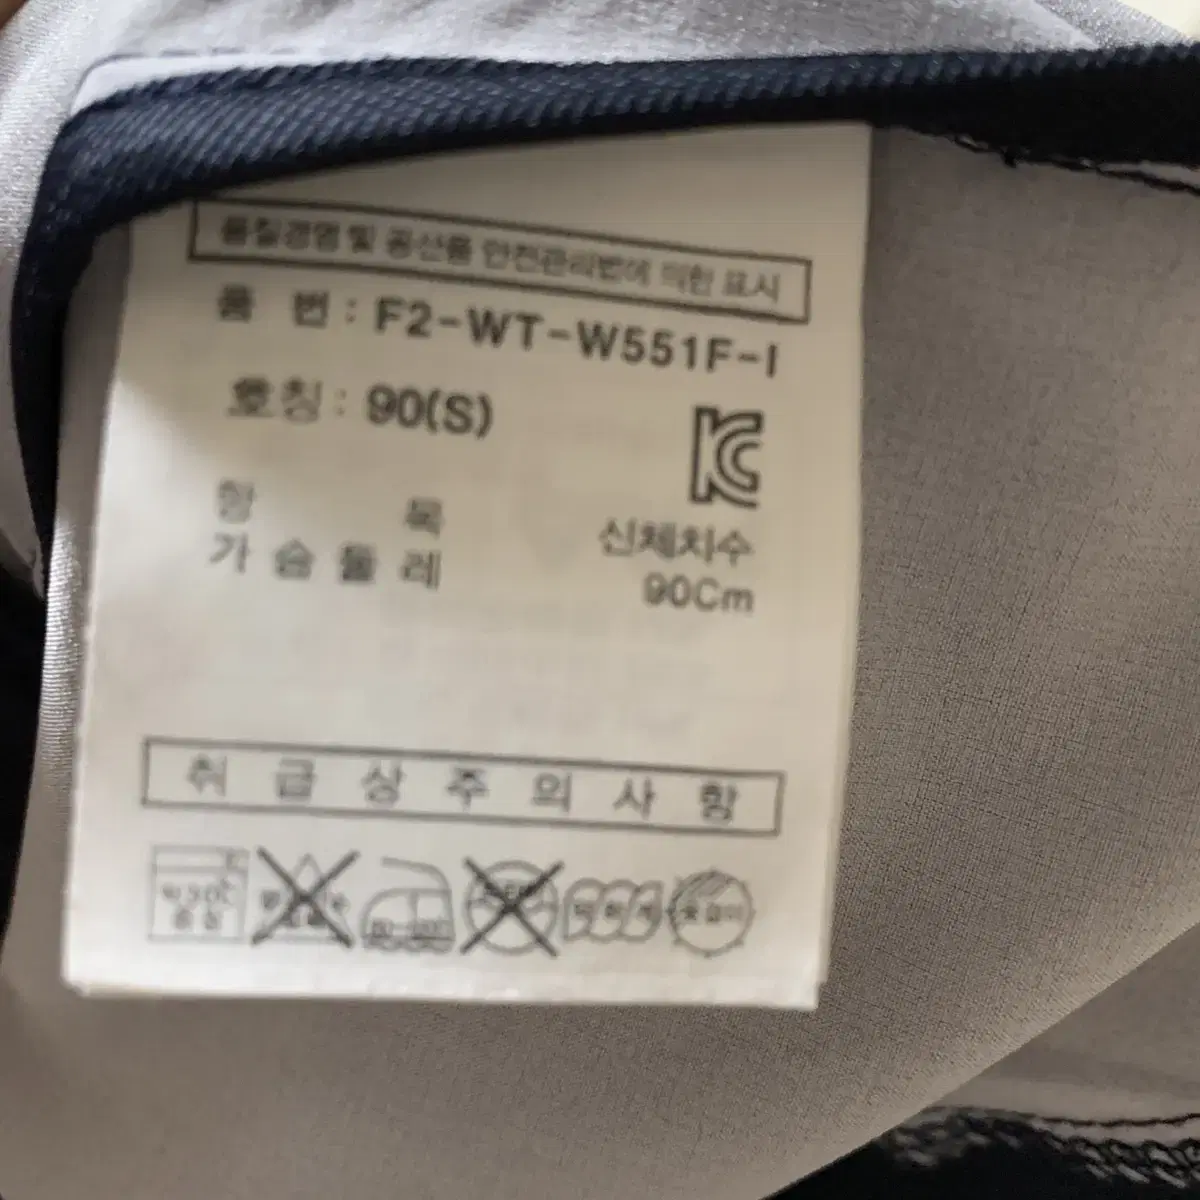 품질경영 및 공산품 안전관리법에 의한 표시
품 번 : F2-WT-W551F-I
호칭 : 90(S)
항 목 신체치수
가 슴 둘 레 90Cm
취 급 상 주 의 사 항